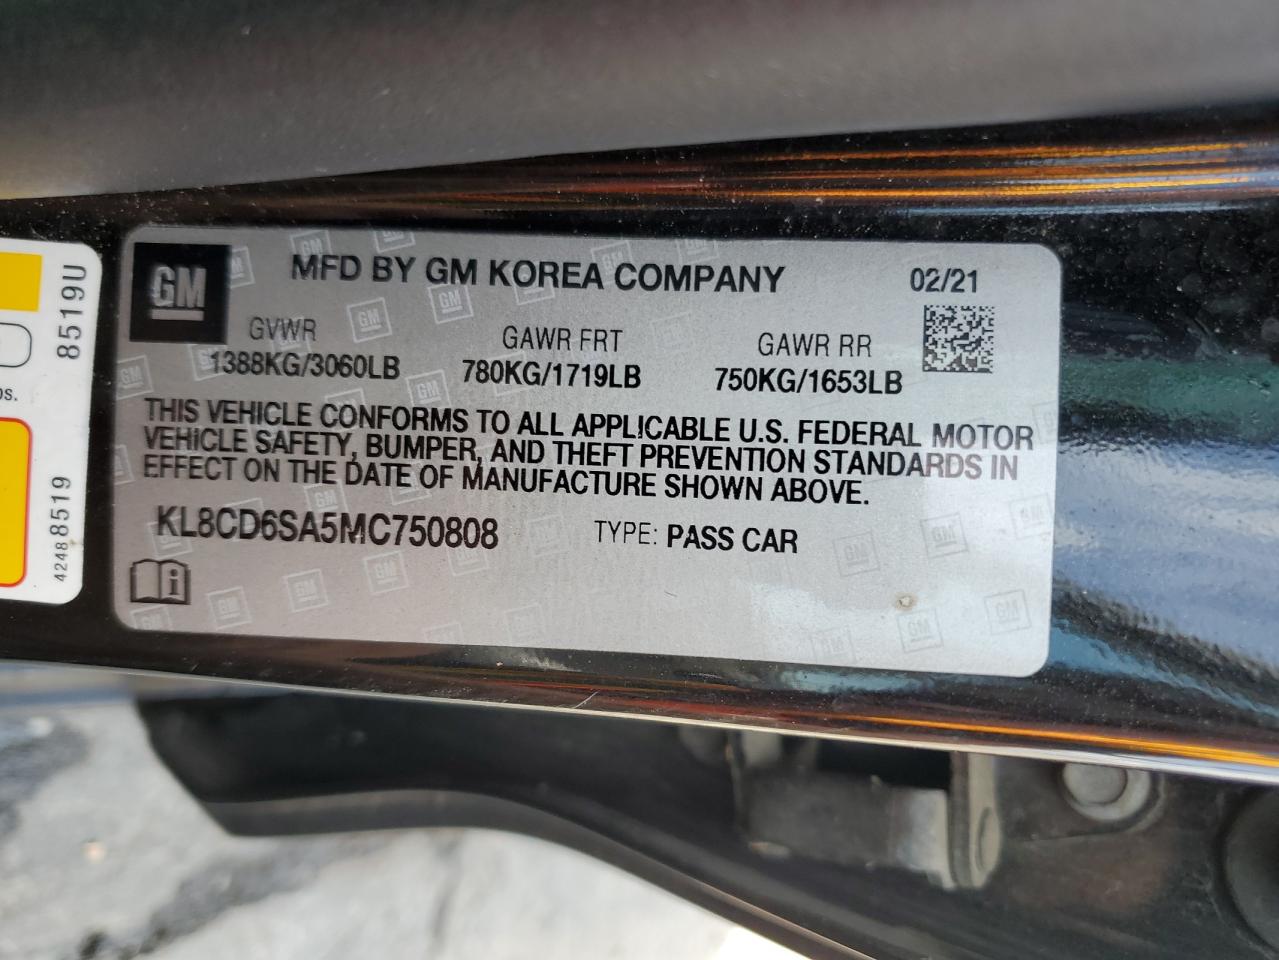 GM
MFD BY GM KOREA COMPANY 02/21
GVWR GAWR FRT GAWR RR
1388KG/3060LB 780KG/1719LB 750KG/1653LB
THIS VEHICLE CONFORMS TO ALL APPLICABLE U.S. FEDERAL MOTOR
VEHICLE SAFETY, BUMPER, AND THEFT PREVENTION STANDARDS IN
EFFECT ON THE DATE OF MANUFACTURE SHOWN ABOVE.
KL8CD6SA5MC750808 TYPE: PASS CAR
8519U
42488519